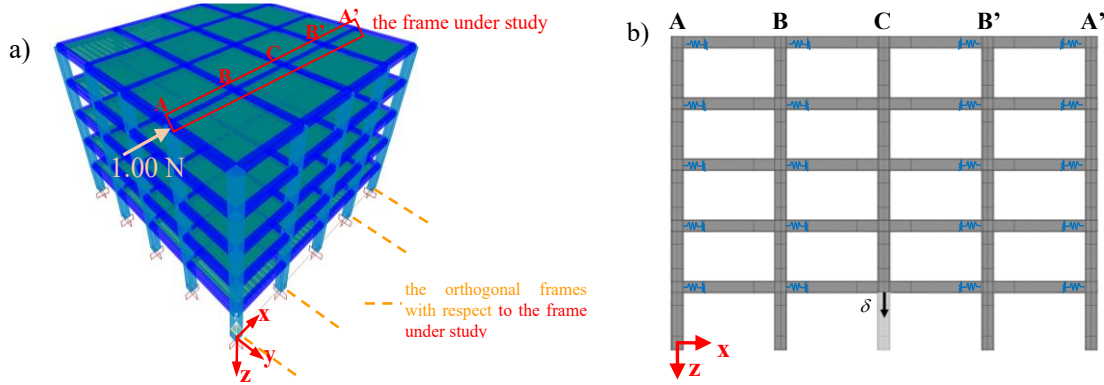 a)
A'
the frame under study
B'
C
B
A
1.00 N
the orthogonal frames
with respect to the frame
under study
x
y
z
b)
A B C B' A'
δ
x
z